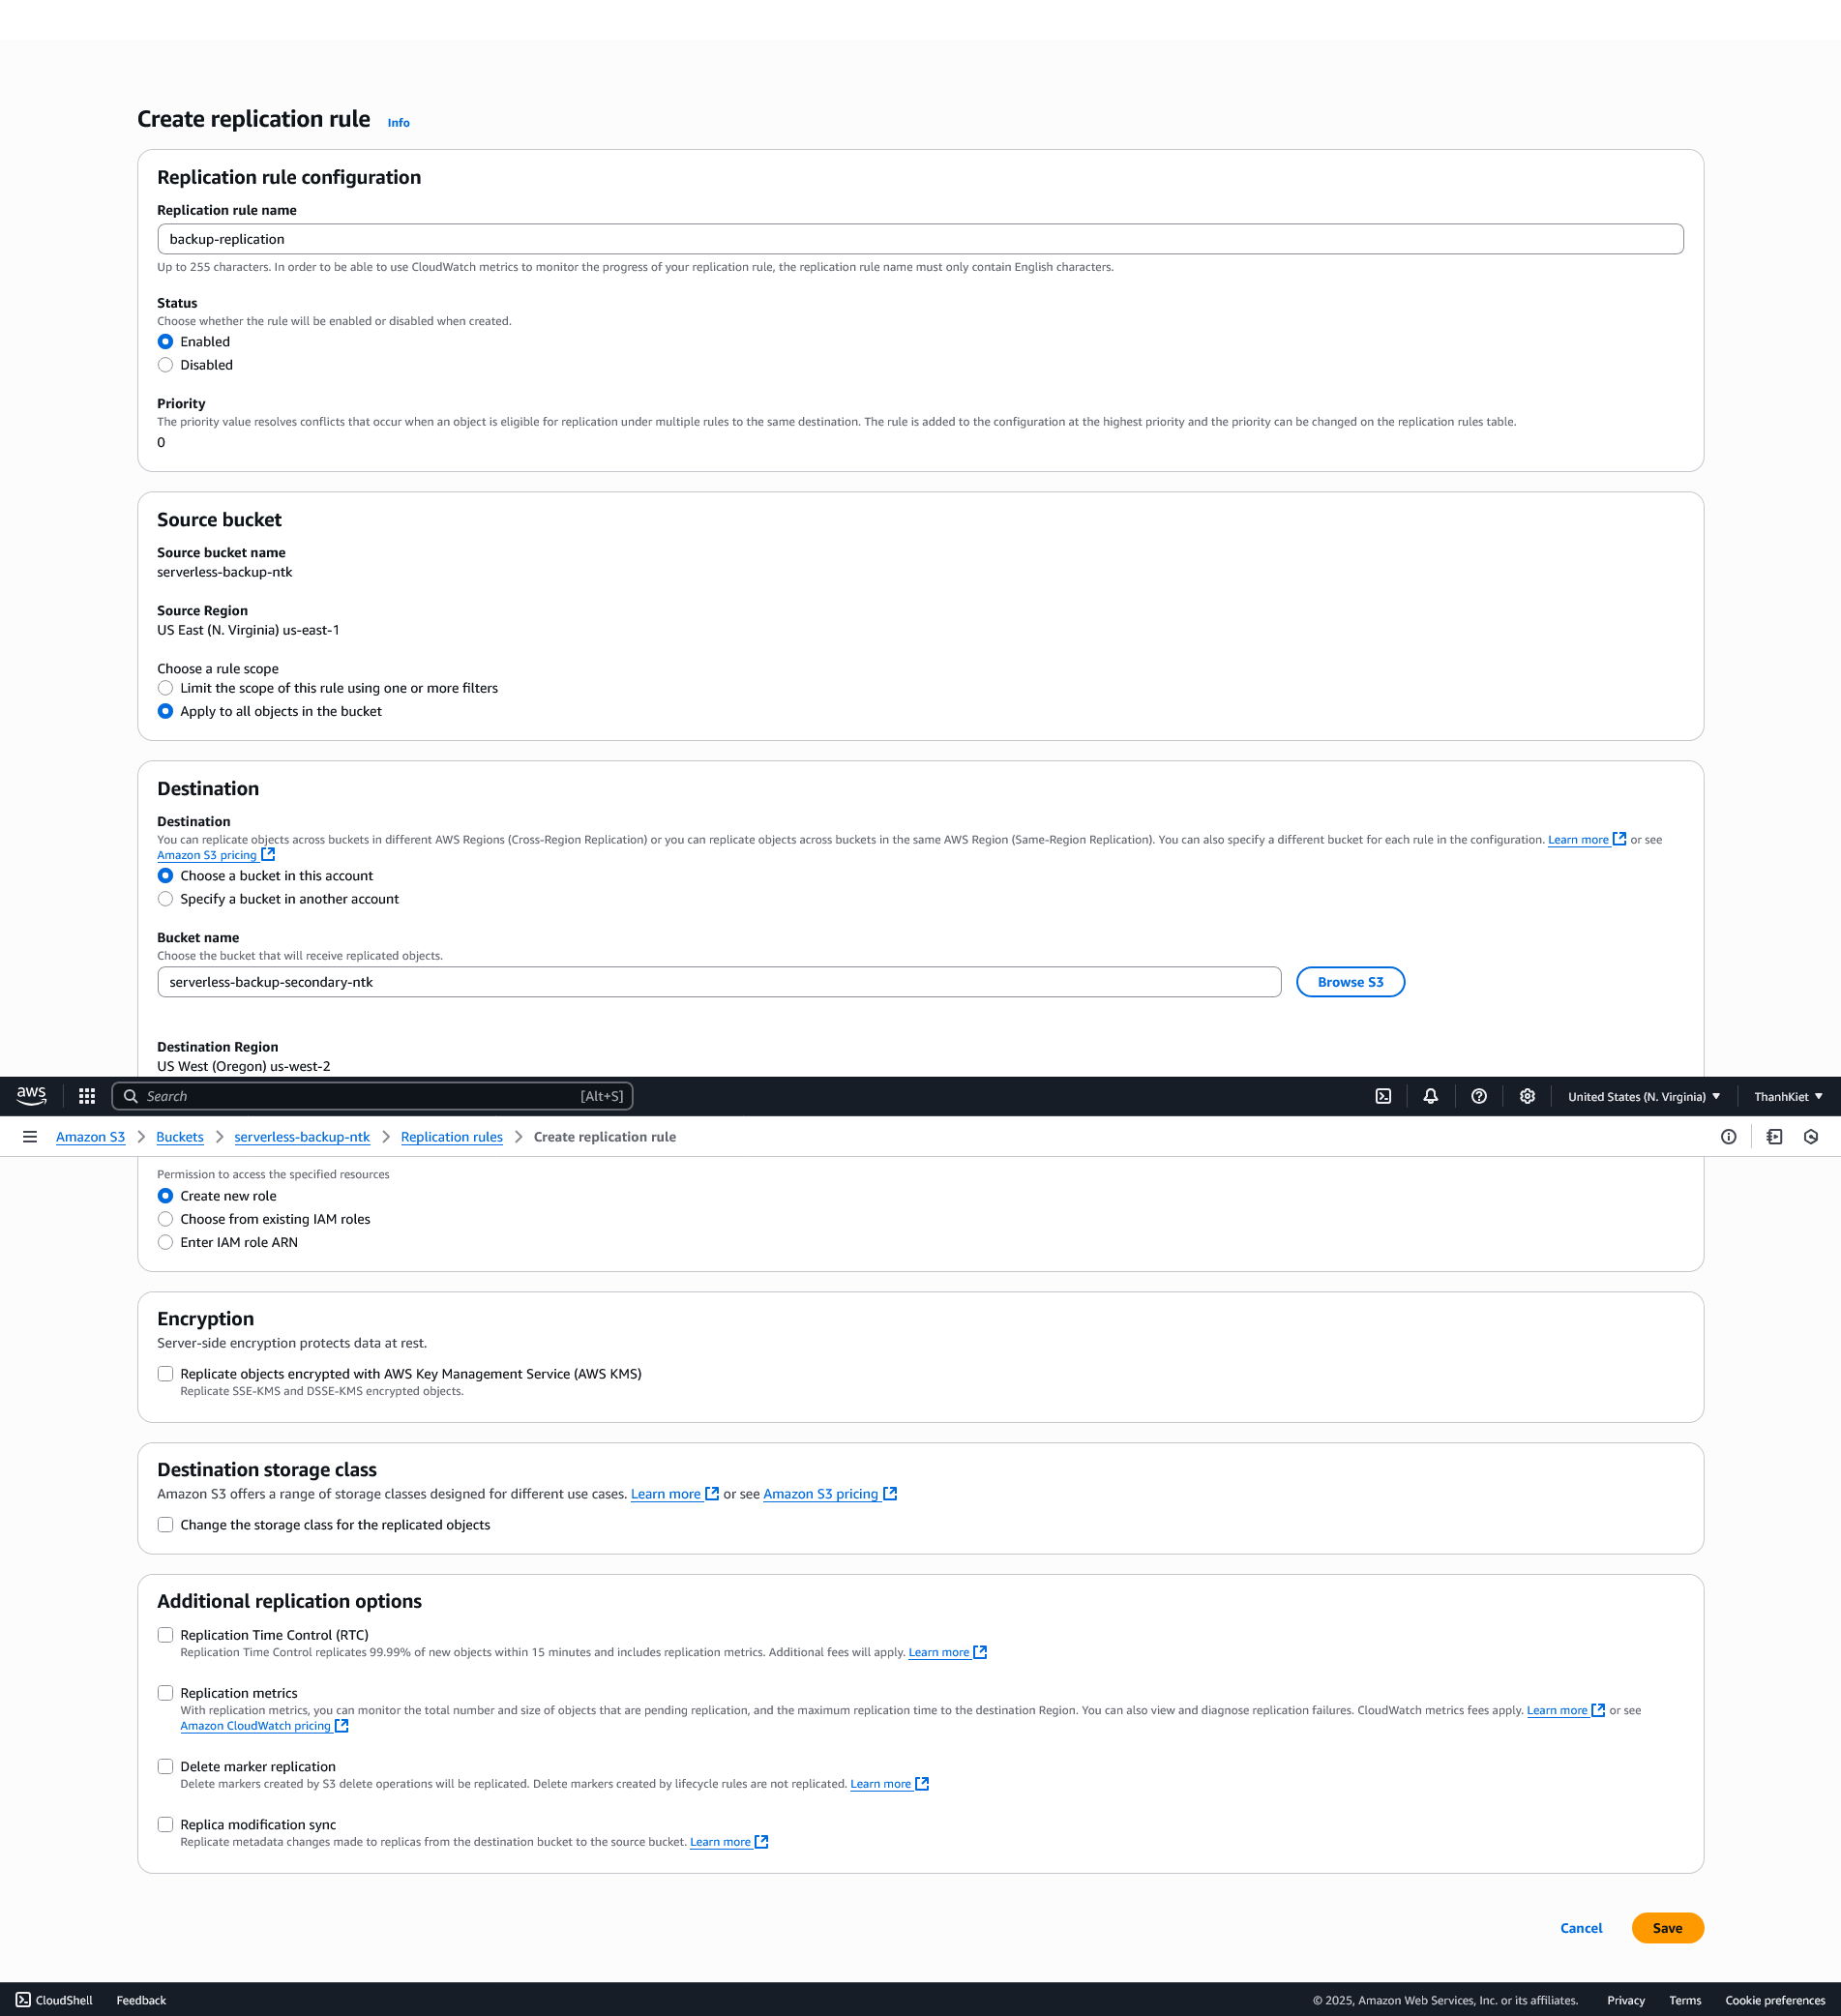 Create replication rule Info
Replication rule configuration
Replication rule name
backup-replication
Up to 255 characters. In order to be able to use CloudWatch metrics to monitor the progress of your replication rule, the replication rule name must only contain English characters.
Status
Choose whether the rule will be enabled or disabled when created.
Enabled
Disabled
Priority
The priority value resolves conflicts that occur when an object is eligible for replication under multiple rules to the same destination. The rule is added to the configuration at the highest priority and the priority can be changed on the replication rules table.
0
Source bucket
Source bucket name
serverless-backup-ntk
Source Region
US East (N. Virginia) us-east-1
Choose a rule scope
Limit the scope of this rule using one or more filters
Apply to all objects in the bucket
Destination
Destination
You can replicate objects across buckets in different AWS Regions (Cross-Region Replication) or you can replicate objects across buckets in the same AWS Region (Same-Region Replication). You can also specify a different bucket for each rule in the configuration. Learn more or see
Amazon S3 pricing
Choose a bucket in this account
Specify a bucket in another account
Bucket name
Choose the bucket that will receive replicated objects.
serverless-backup-secondary-ntk Browse S3
Destination Region
US West (Oregon) us-west-2
aws Search [Alt+S] United States (N. Virginia) ThanhKiet
Amazon S3 Buckets serverless-backup-ntk Replication rules Create replication rule
Permission to access the specified resources
Create new role
Choose from existing IAM roles
Enter IAM role ARN
Encryption
Server-side encryption protects data at rest.
Replicate objects encrypted with AWS Key Management Service (AWS KMS)
Replicate SSE-KMS and DSSE-KMS encrypted objects.
Destination storage class
Amazon S3 offers a range of storage classes designed for different use cases. Learn more or see Amazon S3 pricing
Change the storage class for the replicated objects
Additional replication options
Replication Time Control (RTC)
Replication Time Control replicates 99.99% of new objects within 15 minutes and includes replication metrics. Additional fees will apply. Learn more
Replication metrics
With replication metrics, you can monitor the total number and size of objects that are pending replication, and the maximum replication time to the destination Region. You can also view and diagnose replication failures. CloudWatch metrics fees apply. Learn more or see
Amazon CloudWatch pricing
Delete marker replication
Delete markers created by S3 delete operations will be replicated. Delete markers created by lifecycle rules are not replicated. Learn more
Replica modification sync
Replicate metadata changes made to replicas from the destination bucket to the source bucket. Learn more
Cancel Save
CloudShell Feedback © 2025, Amazon Web Services, Inc. or its affiliates. Privacy Terms Cookie preferences